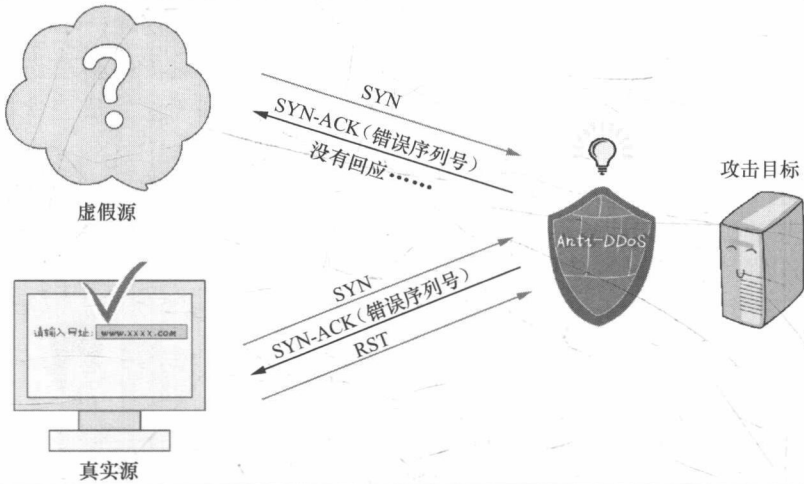 ?
SYN
SYN-ACK(错误序列号)
没有回应……
虚假源
Anti-DDoS
攻击目标
SYN
SYN-ACK(错误序列号)
RST
请输入网址: www.xxxx.com
真实源